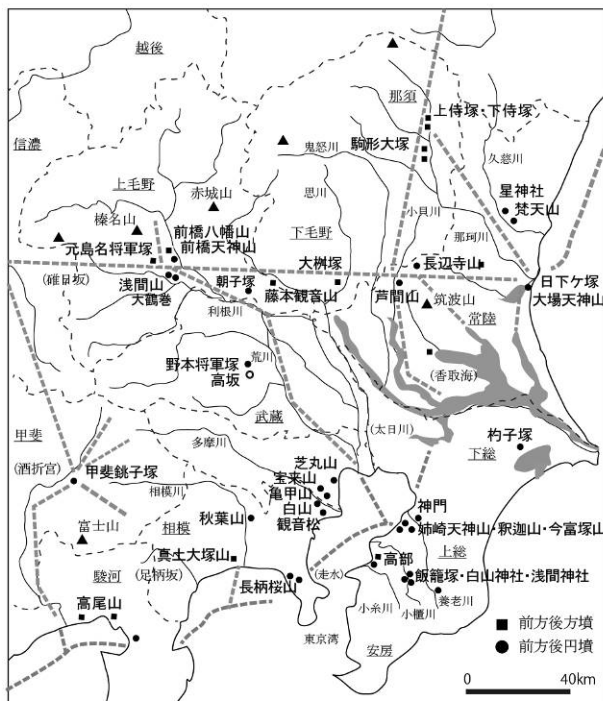 越後
那須
上侍塚・下侍塚
信濃
鬼怒川
駒形大塚
久慈川
上毛野
赤城山
思川
星神社
梵天山
榛名山
小貝川
前橋八幡山
前橋天神山
下毛野
那珂川
元島名将軍塚
大桝塚
長辺寺山
(碓日坂)
浅間山
大鶴巻
朝子塚
藤本観音山
芦間山
筑波山
日下ケ塚
大場天神山
利根川
常陸
野本将軍塚
荒川
高坂
(香取海)
武蔵
甲斐
(太日川)
多摩川
下総
杓子塚
(酒折宮)
甲斐銚子塚
芝丸山
宝来山
亀甲山
白山
観音松
相模川
神門
富士山
相模
秋葉山
姉崎天神山・釈迦山・今富塚山
真土大塚山
高部
上総
駿河
(足柄坂)
(走水)
飯籠塚・白山神社・浅間神社
長柄桜山
高尾山
小糸川
小櫃川
養老川
東京湾
安房
■ 前方後方墳
● 前方後円墳
0 40km